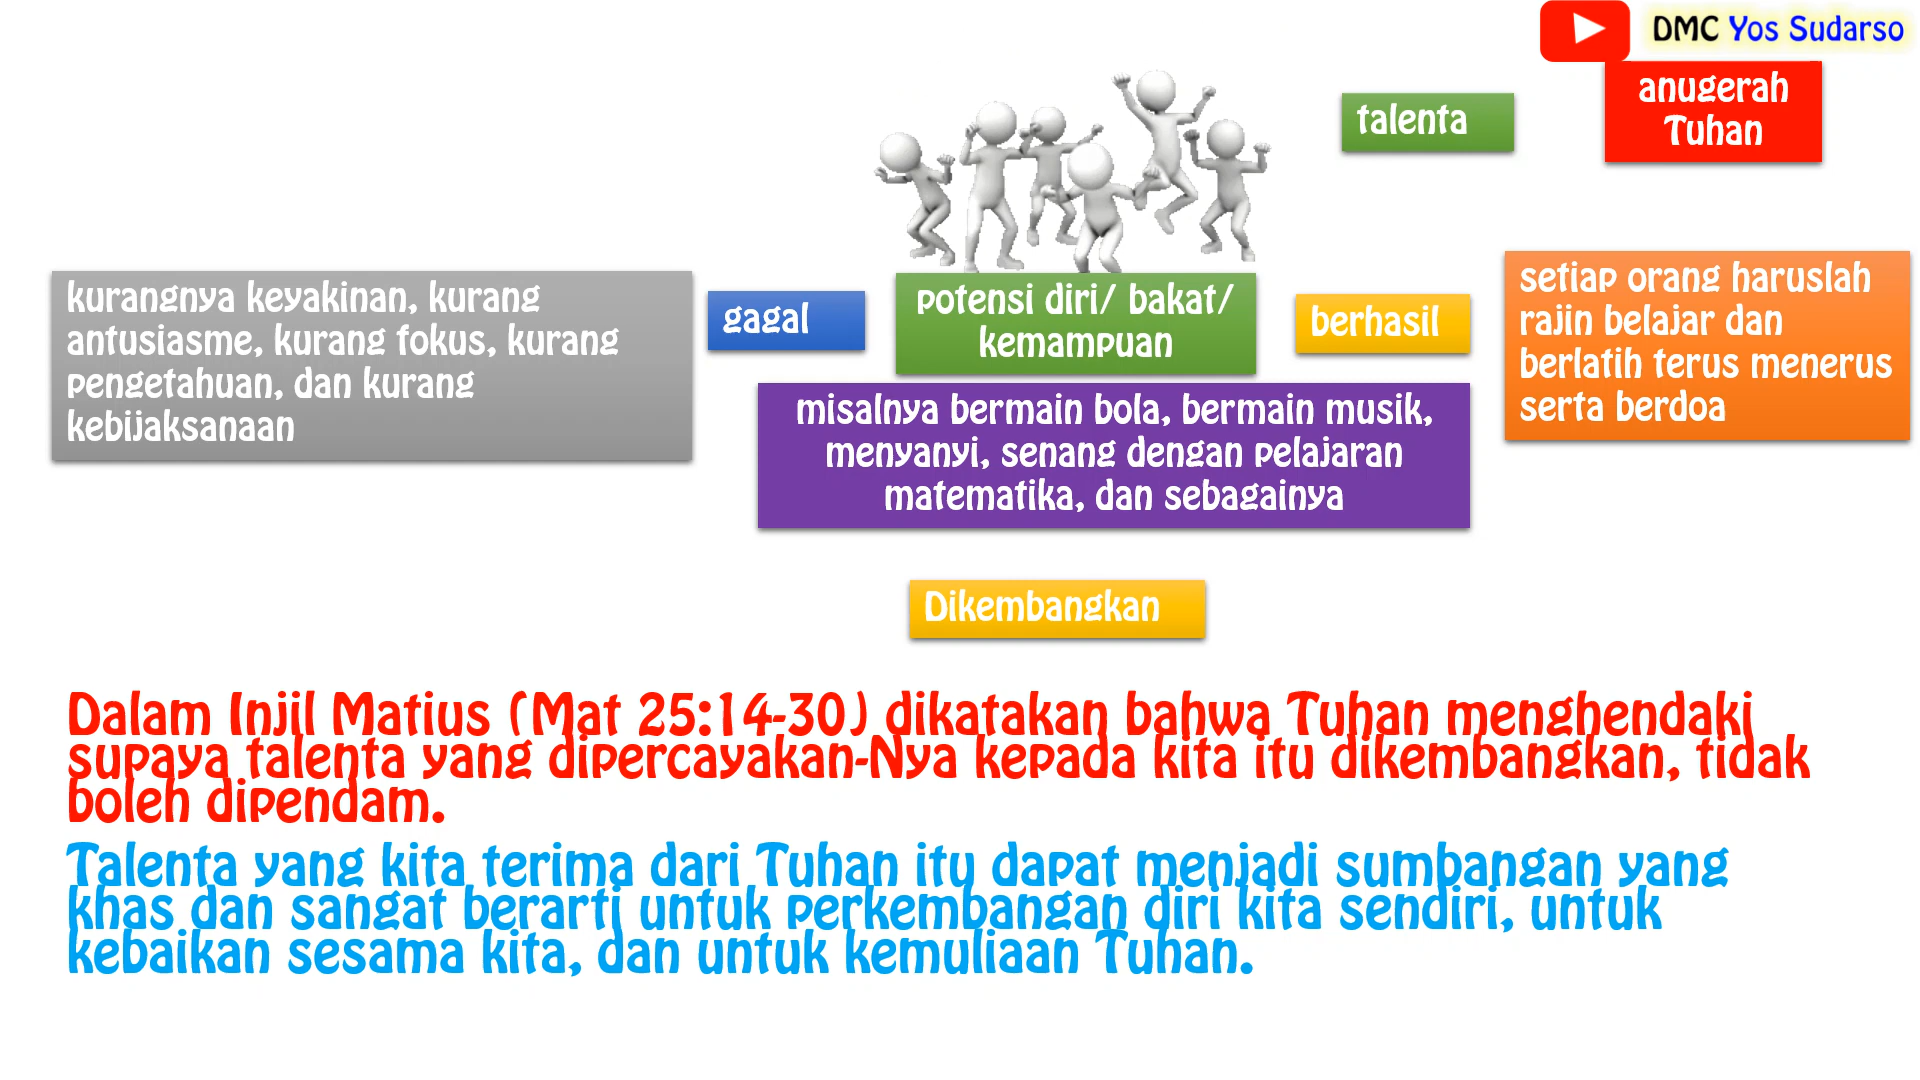 DMC Yos Sudarso
anugerah
Tuhan
talenta
kurangnya keyakinan, kurang
antusiasme, kurang fokus, kurang
pengetahuan, dan kurang
kebijaksanaan
gagal
potensi diri/ bakat/
kemampuan
berhasil
setiap orang haruslah
rajin belajar dan
berlatih terus menerus
serta berdoa
misalnya bermain bola, bermain musik,
menyanyi, senang dengan pelajaran
matematika, dan sebagainya
Dikembangkan
Dalam Injil Matius (Mat 25:14-30) dikatakan bahwa Tuhan menghendaki
supaya talenta yang dipercayakan-Nya kepada kita itu dikembangkan, tidak
boleh dipendam.
Talenta yang kita terima dari Tuhan itu dapat menjadi sumbangan yang
khas dan sangat berarti untuk perkembangan diri kita sendiri, untuk
kebaikan sesama kita, dan untuk kemuliaan Tuhan.